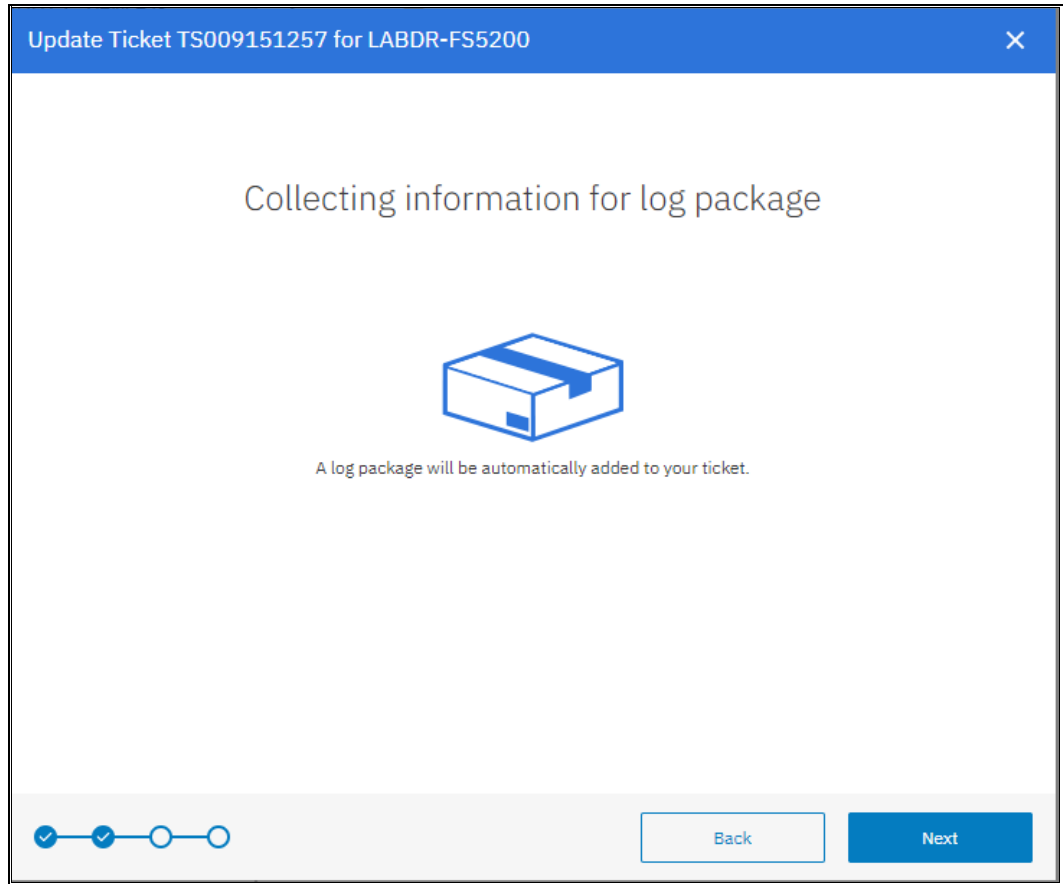 Update Ticket TS009151257 for LABDR-FS5200
Collecting information for log package
A log package will be automatically added to your ticket.
Back
Next